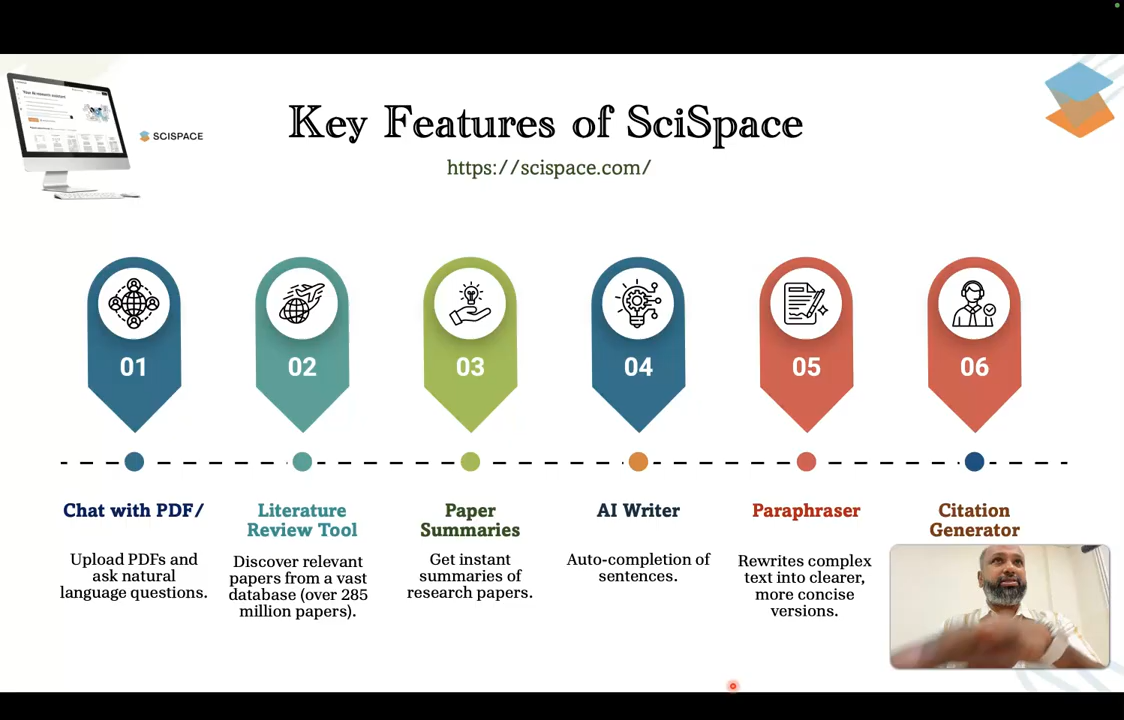 Key Features of SciSpace
SCISPACE
https://scispace.com/
01
02
03
04
05
06
Chat with PDF/
Upload PDFs and
ask natural
language questions.
Literature
Review Tool
Discover relevant
papers from a vast
database (over 285
million papers).
Paper
Summaries
Get instant
summaries of
research papers.
AI Writer
Auto-completion of
sentences.
Paraphraser
Rewrites complex
text into clearer,
more concise
versions.
Citation
Generator